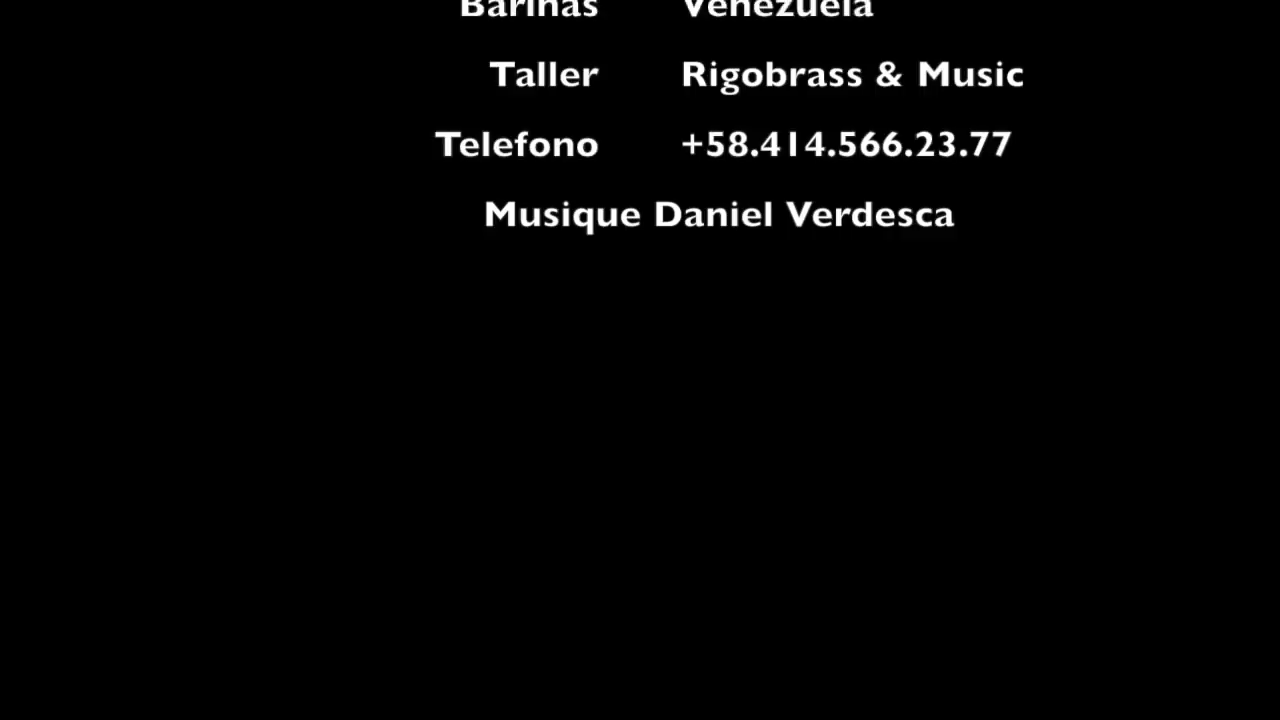 Barinas Venezuela
Taller Rigobrass & Music
Telefono +58.414.566.23.77
Musique Daniel Verdesca